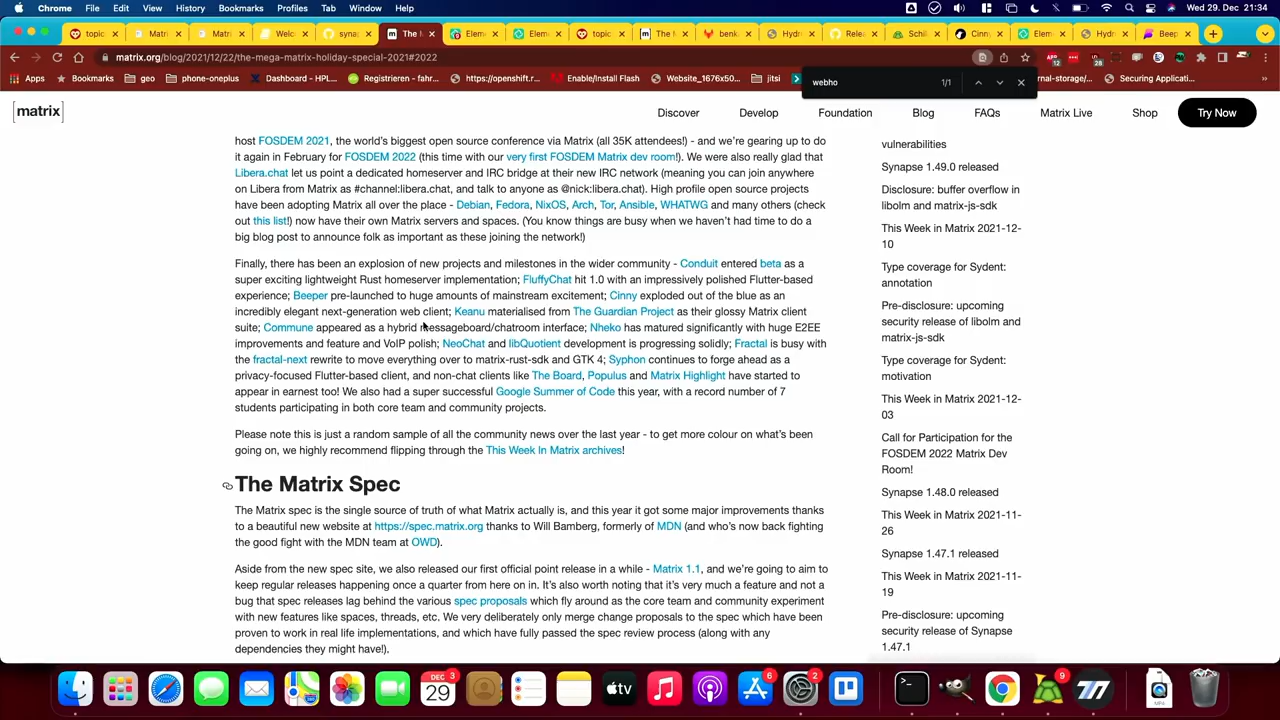 Chrome File Edit View History Bookmarks Profiles Tab Window Help Wed 29. Dec 21:34
topic Matri Matri Welc syna The M Eleme Eleme topic The M benka Hydr Relea Schil Cinny Eleme Hydr Beep
matrix.org/blog/2021/12/22/the-mega-matrix-holiday-special-2021#2022
Apps Bookmarks geo phone-oneplus Dashboard - HPL... Registrieren - fahr... https://openshift.r... Enable/Install Flash Website_1676x50... jitsi rnal-storage/... Securing Applicati...
webho 1/1
[matrix] Discover Develop Foundation Blog FAQs Matrix Live Shop Try Now
host FOSDEM 2021, the world's biggest open source conference via Matrix (all 35K attendees!) - and we're gearing up to do
it again in February for FOSDEM 2022 (this time with our very first FOSDEM Matrix dev room!). We were also really glad that
Libera.chat let us point a dedicated homeserver and IRC bridge at their new IRC network (meaning you can join anywhere
on Libera from Matrix as #channel:libera.chat, and talk to anyone as @nick:libera.chat). High profile open source projects
have been adopting Matrix all over the place - Debian, Fedora, NixOS, Arch, Tor, Ansible, WHATWG and many others (check
out this list!) now have their own Matrix servers and spaces. (You know things are busy when we haven't had time to do a
big blog post to announce folk as important as these joining the network!)
Finally, there has been an explosion of new projects and milestones in the wider community - Conduit entered beta as a
super exciting lightweight Rust homeserver implementation; FluffyChat hit 1.0 with an impressively polished Flutter-based
experience; Beeper pre-launched to huge amounts of mainstream excitement; Cinny exploded out of the blue as an
incredibly elegant next-generation web client; Keanu materialised from The Guardian Project as their glossy Matrix client
suite; Commune appeared as a hybrid messageboard/chatroom interface; Nheko has matured significantly with huge E2EE
improvements and feature and VoIP polish; NeoChat and libQuotient development is progressing solidly; Fractal is busy with
the fractal-next rewrite to move everything over to matrix-rust-sdk and GTK 4; Syphon continues to forge ahead as a
privacy-focused Flutter-based client, and non-chat clients like The Board, Populus and Matrix Highlight have started to
appear in earnest too! We also had a super successful Google Summer of Code this year, with a record number of 7
students participating in both core team and community projects.
Please note this is just a random sample of all the community news over the last year - to get more colour on what's been
going on, we highly recommend flipping through the This Week In Matrix archives!
The Matrix Spec
The Matrix spec is the single source of truth of what Matrix actually is, and this year it got some major improvements thanks
to a beautiful new website at https://spec.matrix.org thanks to Will Bamberg, formerly of MDN (and who's now back fighting
the good fight with the MDN team at OWD).
Aside from the new spec site, we also released our first official point release in a while - Matrix 1.1, and we're going to aim to
keep regular releases happening once a quarter from here on in. It's also worth noting that it's very much a feature and not a
bug that spec releases lag behind the various spec proposals which fly around as the core team and community experiment
with new features like spaces, threads, etc. We very deliberately only merge change proposals to the spec which have been
proven to work in real life implementations, and which have fully passed the spec review process (along with any
dependencies they might have!).
vulnerabilities
Synapse 1.49.0 released
Disclosure: buffer overflow in
libolm and matrix-js-sdk
This Week in Matrix 2021-12-
10
Type coverage for Sydent:
annotation
Pre-disclosure: upcoming
security release of libolm and
matrix-js-sdk
Type coverage for Sydent:
motivation
This Week in Matrix 2021-12-
03
Call for Participation for the
FOSDEM 2022 Matrix Dev
Room!
Synapse 1.48.0 released
This Week in Matrix 2021-11-
26
Synapse 1.47.1 released
This Week in Matrix 2021-11-
19
Pre-disclosure: upcoming
security release of Synapse
1.47.1
DEC 3
29
tv
6
2
9